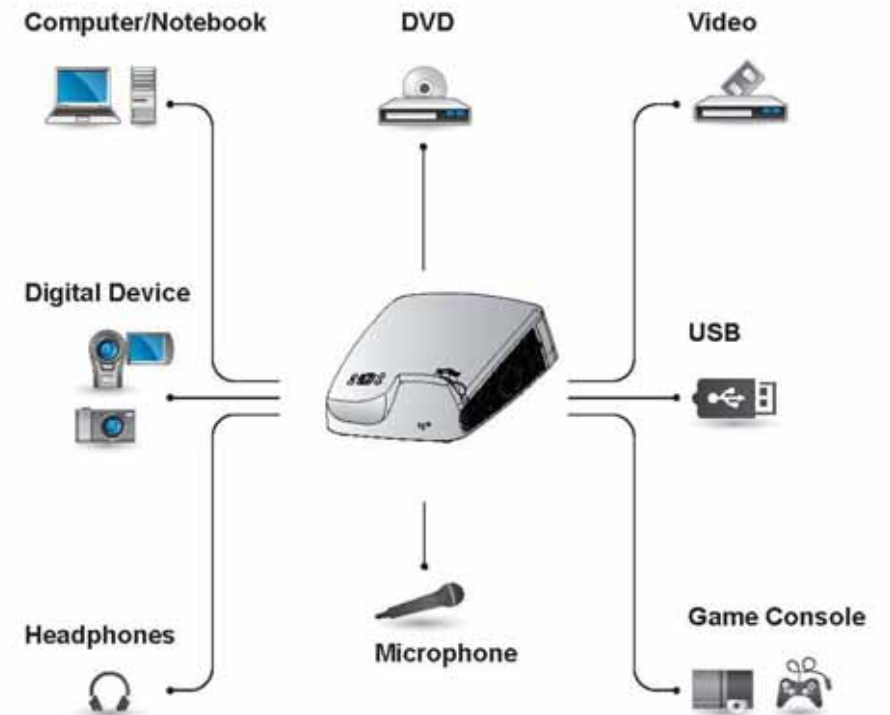 Computer/Notebook
DVD
Video
Digital Device
USB
Headphones
Microphone
Game Console